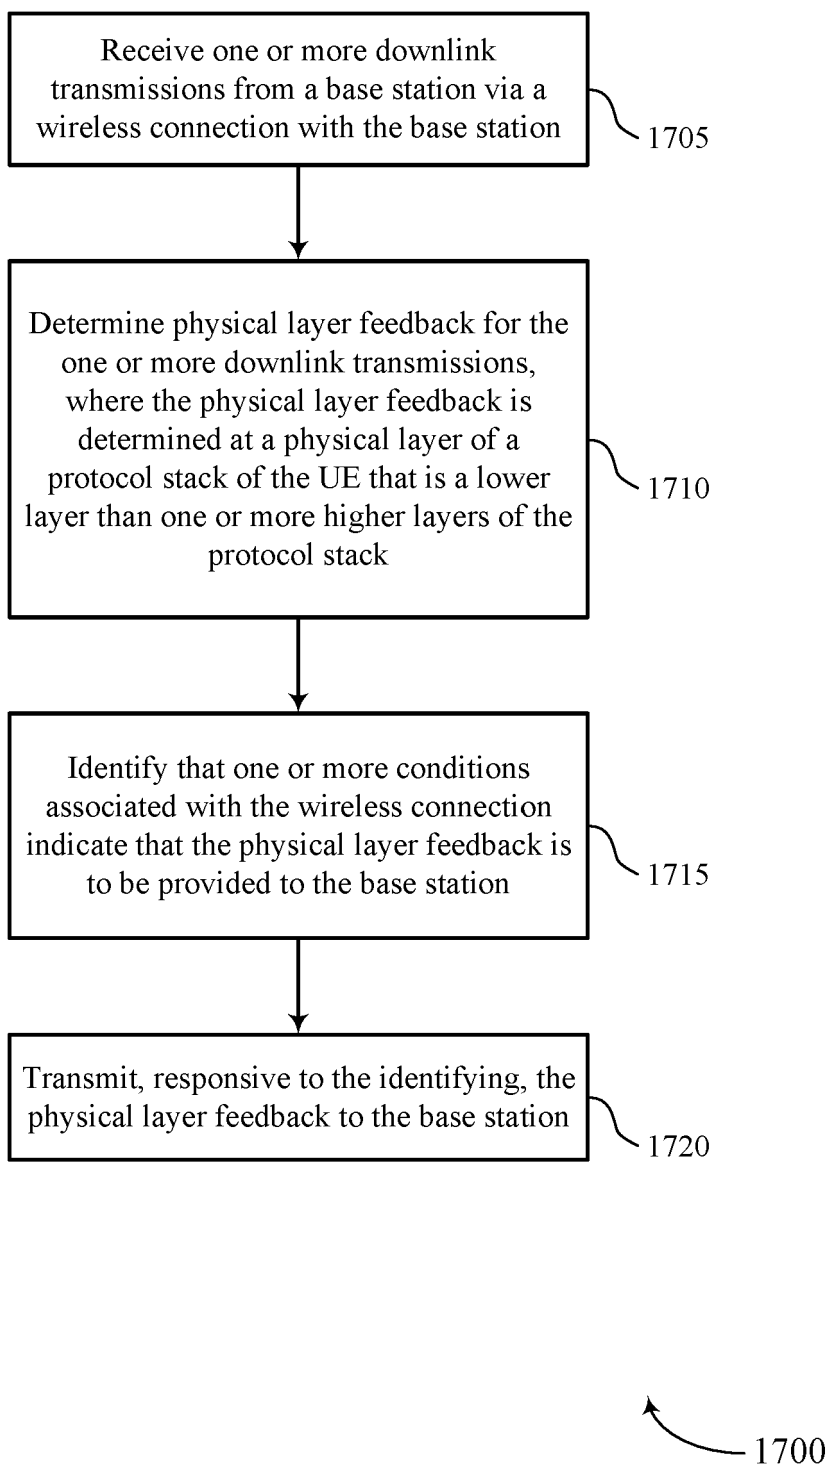 Receive one or more downlink
transmissions from a base station via a
wireless connection with the base station
1705
Determine physical layer feedback for the
one or more downlink transmissions,
where the physical layer feedback is
determined at a physical layer of a
protocol stack of the UE that is a lower
layer than one or more higher layers of the
protocol stack
1710
Identify that one or more conditions
associated with the wireless connection
indicate that the physical layer feedback is
to be provided to the base station
1715
Transmit, responsive to the identifying, the
physical layer feedback to the base station
1720
1700